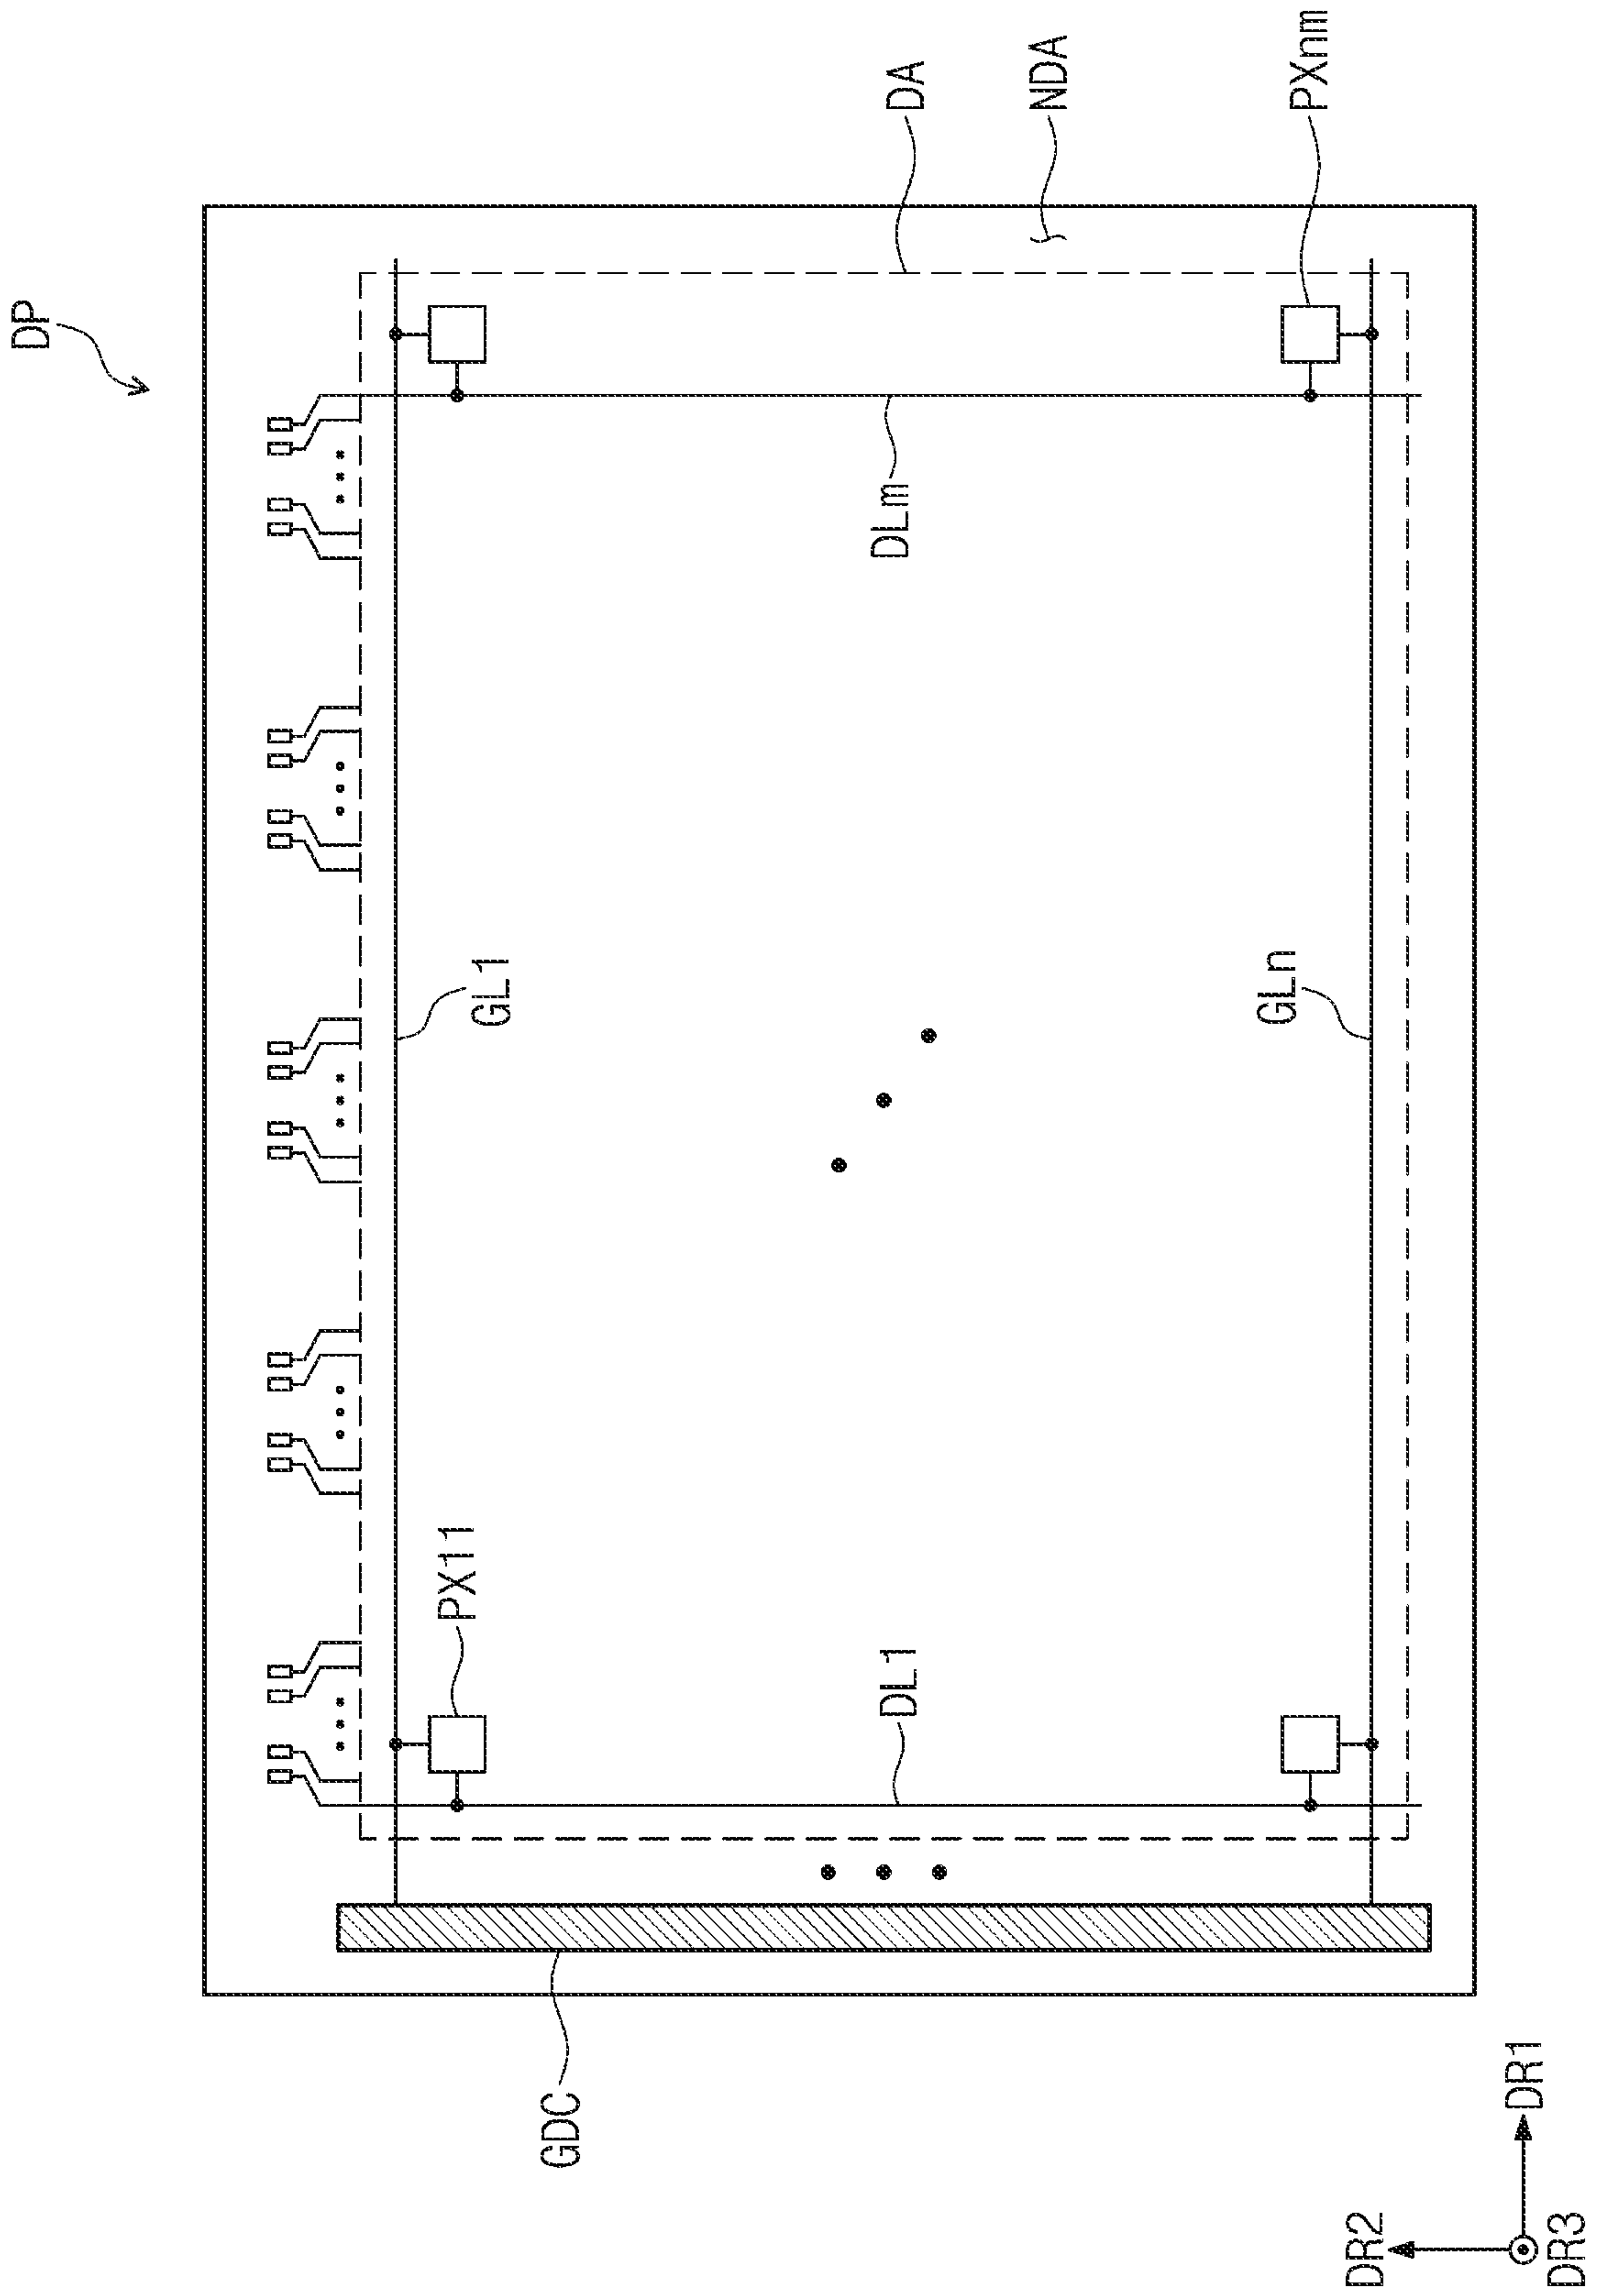 DP
PX11
GL1
GDC
DL1
DLm
DA
NDA
GLn
PXnm
DR2
DR1
DR3